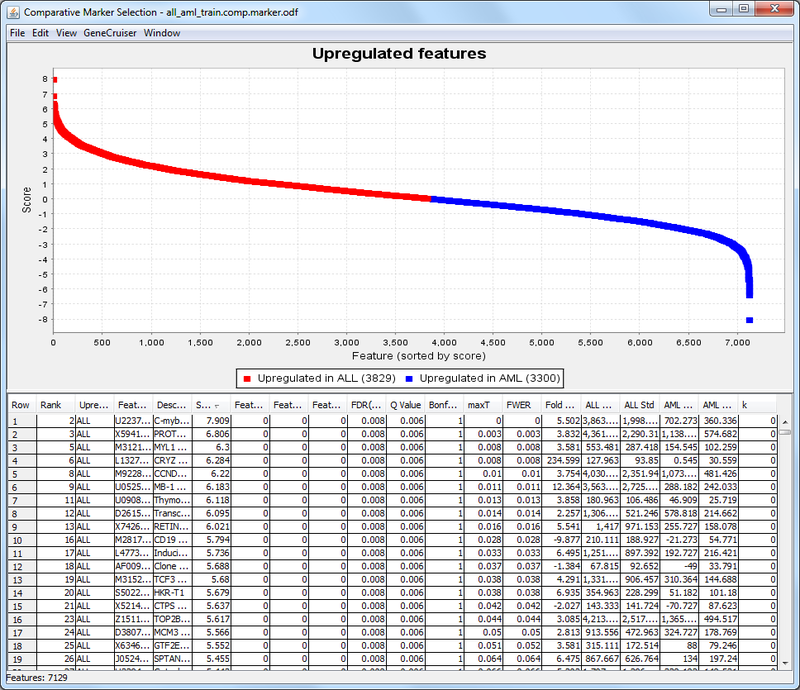 Comparative Marker Selection - all_aml_train.comp.marker.odf
File Edit View GeneCruiser Window
Upregulated features
8
7
6
5
4
3
2
1
0
-1
-2
-3
-4
-5
-6
-7
-8
Score
0 500 1,000 1,500 2,000 2,500 3,000 3,500 4,000 4,500 5,000 5,500 6,000 6,500 7,000
Feature (sorted by score)
Upregulated in ALL (3829) Upregulated in AML (3300)
Row Rank Upre... Feat... Desc... S... Featu... Featu... Featu... FDR(... Q Value Bonf... maxT FWER Fold ... ALL ... ALL Std AML ... AML ... k
1 2 ALL U2237... C-myb... 7.909 0 0 0 0.008 0.006 1 0 0 5.502 3,863.... 1,998.... 702.273 360.336 0
2 3 ALL X5941... PROT... 6.806 0 0 0 0.008 0.006 1 0.003 0.003 3.832 4,361.... 2,290.31 1,138.... 574.682 0
3 5 ALL M3121... MYL1 ... 6.3 0 0 0 0.008 0.006 1 0.008 0.008 3.581 553.481 287.418 154.545 102.259 0
4 6 ALL L1327... CRYZ ... 6.284 0 0 0 0.008 0.006 1 0.008 0.008 234.599 127.963 93.85 0.545 30.559 0
5 8 ALL M9228... CCND... 6.22 0 0 0 0.008 0.006 1 0.01 0.01 3.754 4,030.... 2,351.94 1,073.... 481.426 0
6 9 ALL U0525... MB-1 ... 6.183 0 0 0 0.008 0.006 1 0.011 0.011 12.364 3,563.... 2,725.... 288.182 242.033 0
7 11 ALL U0908... Thymo... 6.118 0 0 0 0.008 0.006 1 0.013 0.013 3.858 180.963 106.486 46.909 25.719 0
8 12 ALL D2615... Transc... 6.095 0 0 0 0.008 0.006 1 0.014 0.014 2.257 1,306.... 521.246 578.818 214.662 0
9 13 ALL X7426... RETIN... 6.021 0 0 0 0.008 0.006 1 0.016 0.016 5.541 1,417 971.153 255.727 158.078 0
10 16 ALL M2817... CD19 ... 5.794 0 0 0 0.008 0.006 1 0.028 0.028 -9.877 210.111 188.927 -21.273 54.771 0
11 17 ALL L4773... Induci... 5.736 0 0 0 0.008 0.006 1 0.033 0.033 6.495 1,251.... 897.392 192.727 216.421 0
12 18 ALL AF009... Clone ... 5.688 0 0 0 0.008 0.006 1 0.037 0.037 -1.384 67.815 92.652 -49 33.791 0
13 19 ALL M3152... TCF3 ... 5.68 0 0 0 0.008 0.006 1 0.038 0.038 4.291 1,331.... 906.457 310.364 144.688 0
14 20 ALL S5022... HKR-T1 5.679 0 0 0 0.008 0.006 1 0.038 0.038 6.935 354.963 228.299 51.182 101.18 0
15 21 ALL X5214... CTPS ... 5.637 0 0 0 0.008 0.006 1 0.042 0.042 -2.027 143.333 141.724 -70.727 87.623 0
16 23 ALL Z1511... TOP2B... 5.617 0 0 0 0.008 0.006 1 0.044 0.044 3.085 4,213.... 2,517.... 1,365.... 494.517 0
17 24 ALL D3807... MCM3 ... 5.566 0 0 0 0.008 0.006 1 0.05 0.05 2.813 913.556 472.963 324.727 178.769 0
18 25 ALL X6346... GTF2E... 5.552 0 0 0 0.008 0.006 1 0.051 0.052 3.581 315.111 172.514 88 79.246 0
19 26 ALL J0524... SPTAN... 5.455 0 0 0 0.008 0.006 1 0.064 0.064 6.475 867.667 626.764 134 197.24 0
Features: 7129